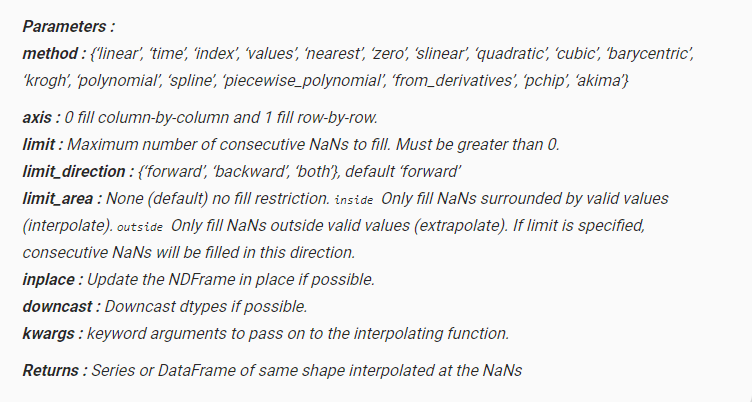 Parameters :
method : {‘linear’, ‘time’, ‘index’, ‘values’, ‘nearest’, ‘zero’, ‘slinear’, ‘quadratic’, ‘cubic’, ‘barycentric’,
‘krogh’, ‘polynomial’, ‘spline’, ‘piecewise_polynomial’, ‘from_derivatives’, ‘pchip’, ‘akima’}
axis : 0 fill column-by-column and 1 fill row-by-row.
limit : Maximum number of consecutive NaNs to fill. Must be greater than 0.
limit_direction : {‘forward’, ‘backward’, ‘both’}, default ‘forward’
limit_area : None (default) no fill restriction. inside Only fill NaNs surrounded by valid values
(interpolate). outside Only fill NaNs outside valid values (extrapolate). If limit is specified,
consecutive NaNs will be filled in this direction.
inplace : Update the NDFrame in place if possible.
downcast : Downcast dtypes if possible.
kwargs : keyword arguments to pass on to the interpolating function.
Returns : Series or DataFrame of same shape interpolated at the NaNs